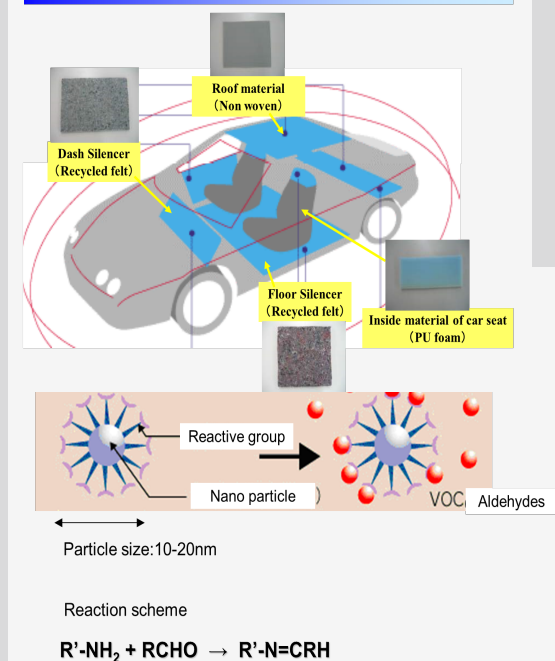 Roof material
（Non woven）
Dash Silencer
（Recycled felt）
Floor Silencer
（Recycled felt）
Inside material of car seat
（PU foam）
Reactive group
Nano particle
)
VOC
Aldehydes
Particle size:10-20nm
Reaction scheme
R’-NH₂ + RCHO → R’-N=CRH